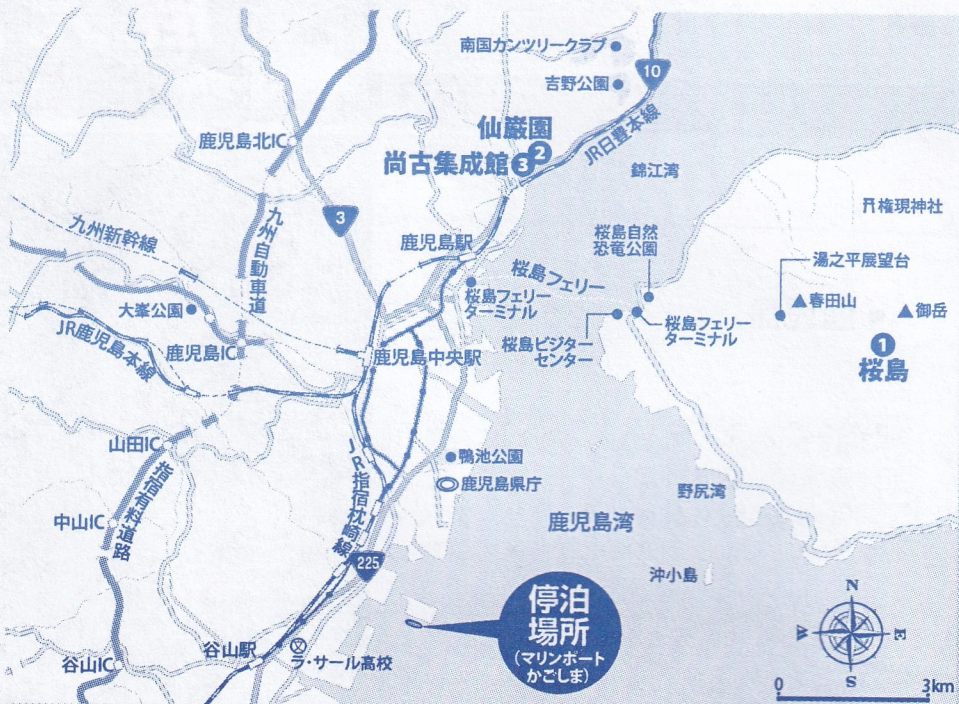 南国カンツリークラブ
10
吉野公園
仙巌園
JR日豊本線
鹿児島北IC
尚古集成館
3
2
錦江湾
权現神社
3
九州自動車道
九州新幹線
鹿児島駅
桜島自然
恐竜公園
桜島フェリー
湯之平展望台
桜島フェリー
ターミナル
春田山
御岳
大峯公園
桜島ビジター
センター
桜島フェリー
ターミナル
JR鹿児島本線
鹿児島IC
鹿児島中央駅
1
桜島
山田IC
指宿有料道路
鴨池公園
JR指宿枕崎線
鹿児島県庁
野尻湾
中山IC
鹿児島湾
225
沖小島
停泊
場所
(マリンポート
かごしま)
N
W
E
S
谷山IC
谷山駅
ラ・サール高校
0
3km